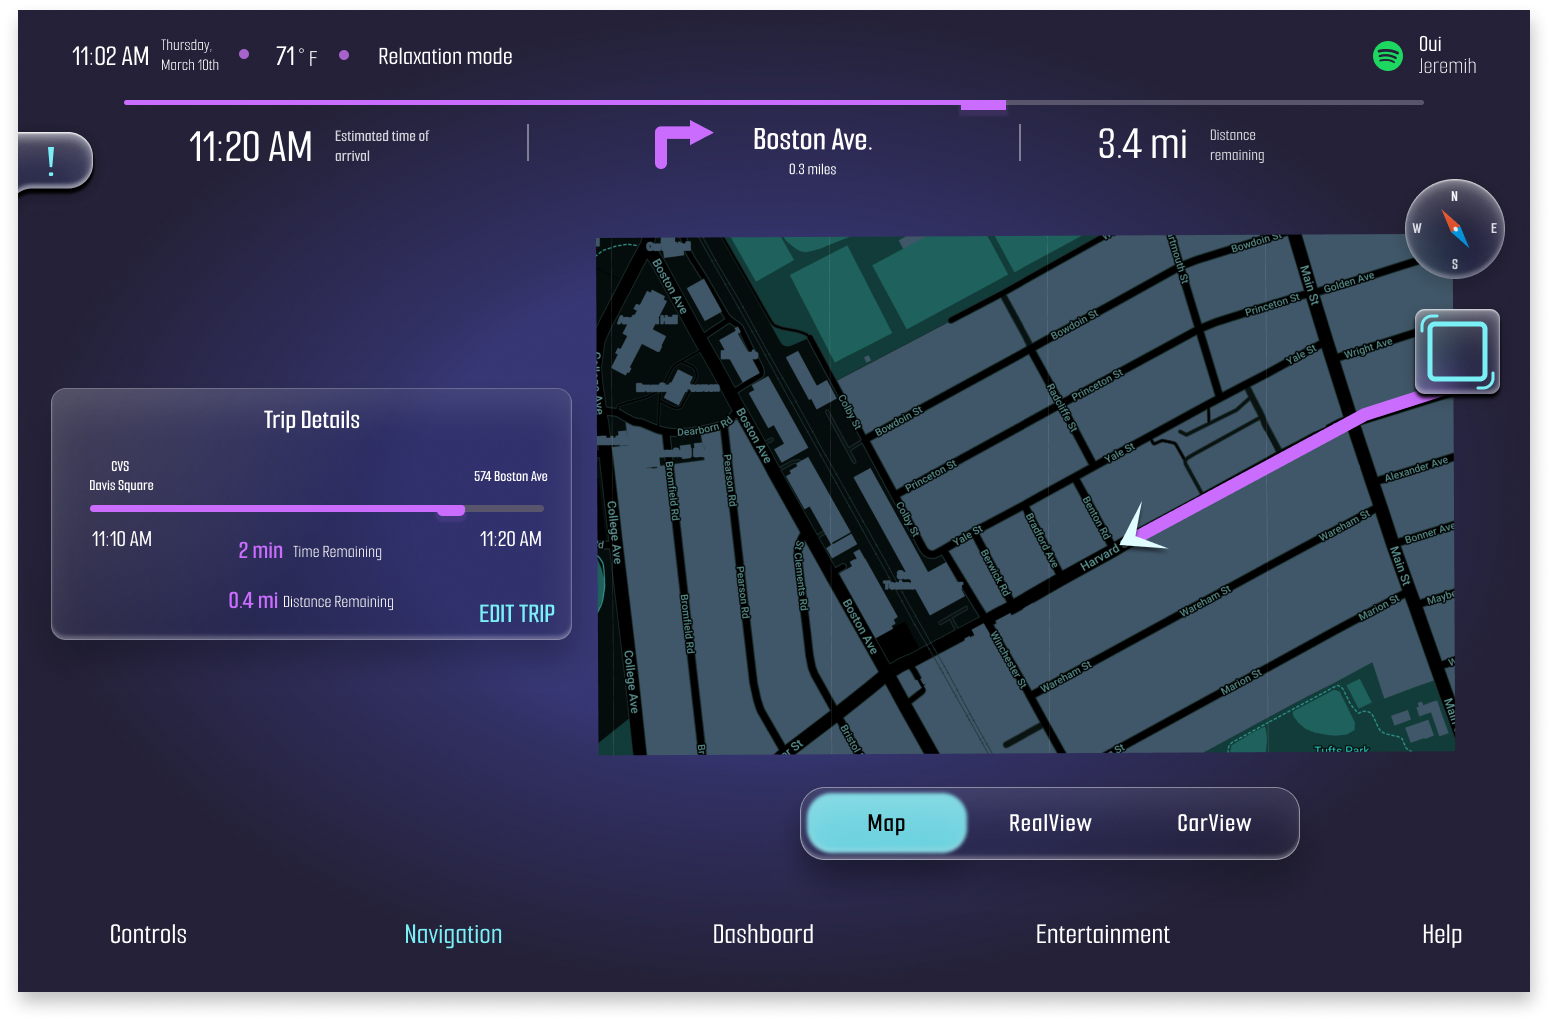 11:02 AM
Thursday,
March 10th
71° F
Relaxation mode
Oui
Jeremih
11:20 AM
Estimated time of
arrival
Boston Ave.
0.3 miles
3.4 mi
Distance
remaining
!
N
W
E
S
Trip Details
CVS
Davis Square
574 Boston Ave
11:10 AM
11:20 AM
2 min Time Remaining
0.4 mi Distance Remaining
EDIT TRIP
Boston Ave
Bowdoin St
Main St
Golden Ave
Princeton St
Bowdoin St
Yale St
Wright Ave
Radcliffe St
Princeton St
Colby St
Bowdoin St
Dearborn Rd
Boston Ave
Yale St
Princeton St
Alexander Ave
Bromfield Rd
Pearson Rd
College Ave
Colby St
Benton Rd
Bradford Ave
Yale St
Wareham St
Bonner Ave
Harvard
Main St
Berwick Rd
St Clements Rd
Pearson Rd
Bromfield Rd
Boston Ave
Wareham St
Marion St
Winchester St
College Ave
Wareham St
Marion St
Tufts Park
Map
RealView
CarView
Controls
Navigation
Dashboard
Entertainment
Help